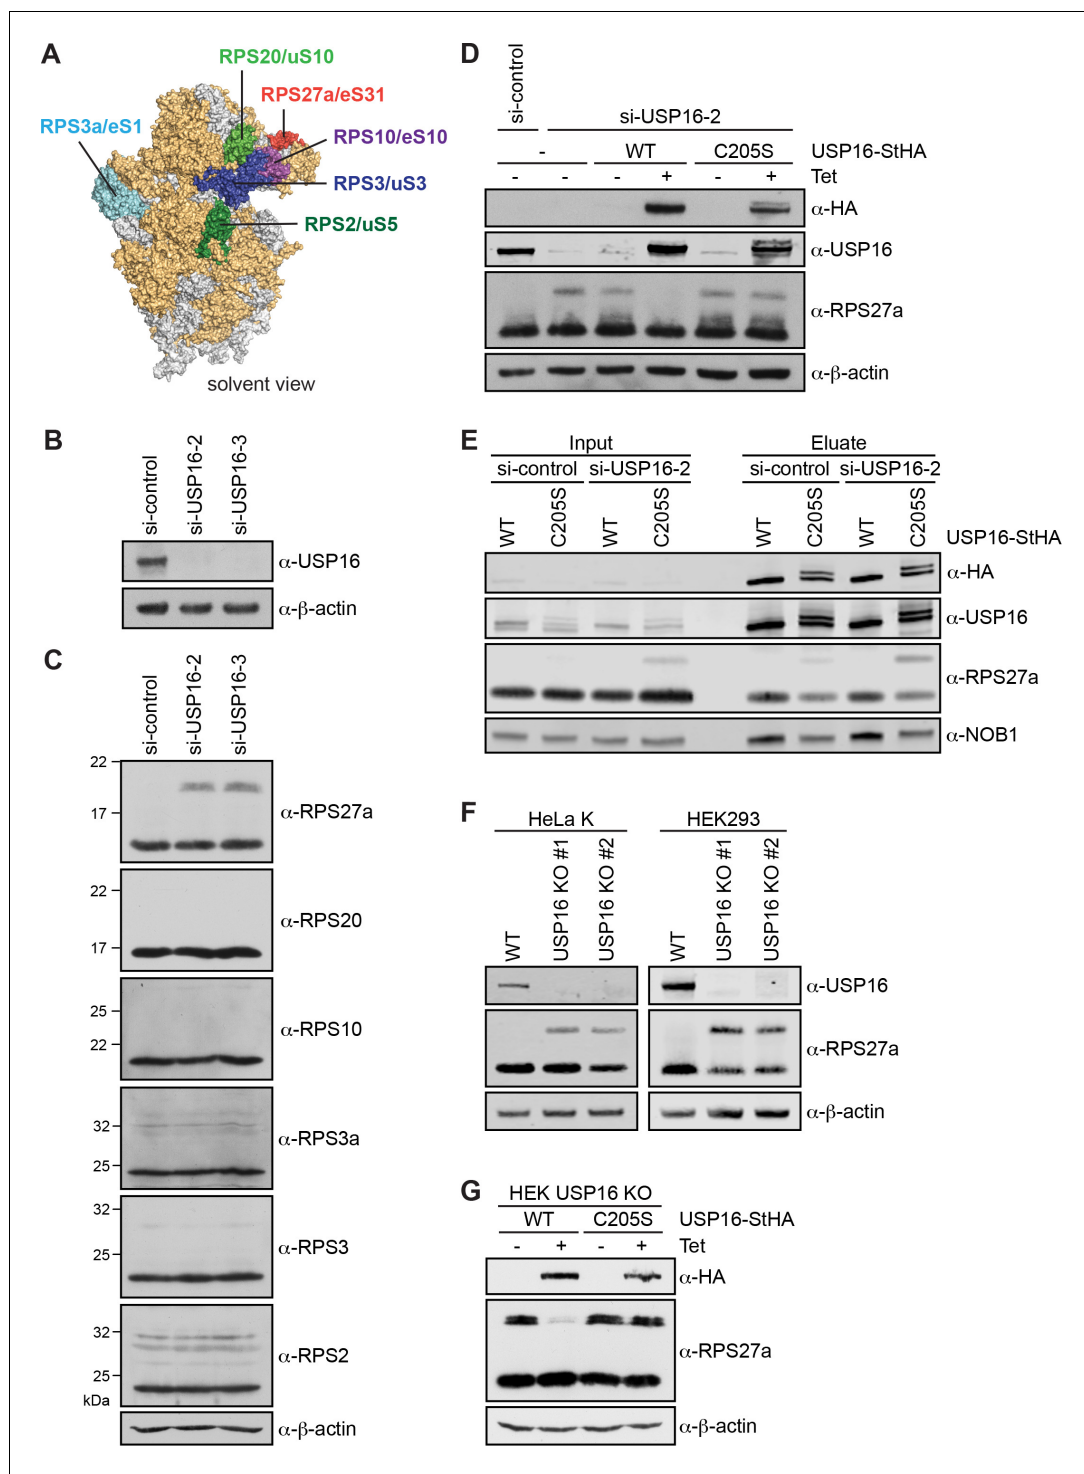 A
RPS20/uS10
RPS27a/eS31
RPS3a/eS1
RPS10/eS10
RPS3/uS3
RPS2/uS5
solvent view
B
si-control
si-USP16-2
si-USP16-3
α-USP16
α-β-actin
C
si-control
si-USP16-2
si-USP16-3
22
17
α-RPS27a
22
17
α-RPS20
25
22
α-RPS10
32
25
α-RPS3a
32
25
α-RPS3
32
25
kDa
α-RPS2
α-β-actin
D
si-control
si-USP16-2
- WT C205S USP16-StHA
- - - + - + Tet
α-HA
α-USP16
α-RPS27a
α-β-actin
E
Input Eluate
si-control si-USP16-2 si-control si-USP16-2
WT C205S WT C205S WT C205S WT C205S USP16-StHA
α-HA
α-USP16
α-RPS27a
α-NOB1
F
HeLa K HEK293
WT USP16 KO #1 USP16 KO #2 WT USP16 KO #1 USP16 KO #2
α-USP16
α-RPS27a
α-β-actin
G
HEK USP16 KO
WT C205S USP16-StHA
- + - + Tet
α-HA
α-RPS27a
α-β-actin